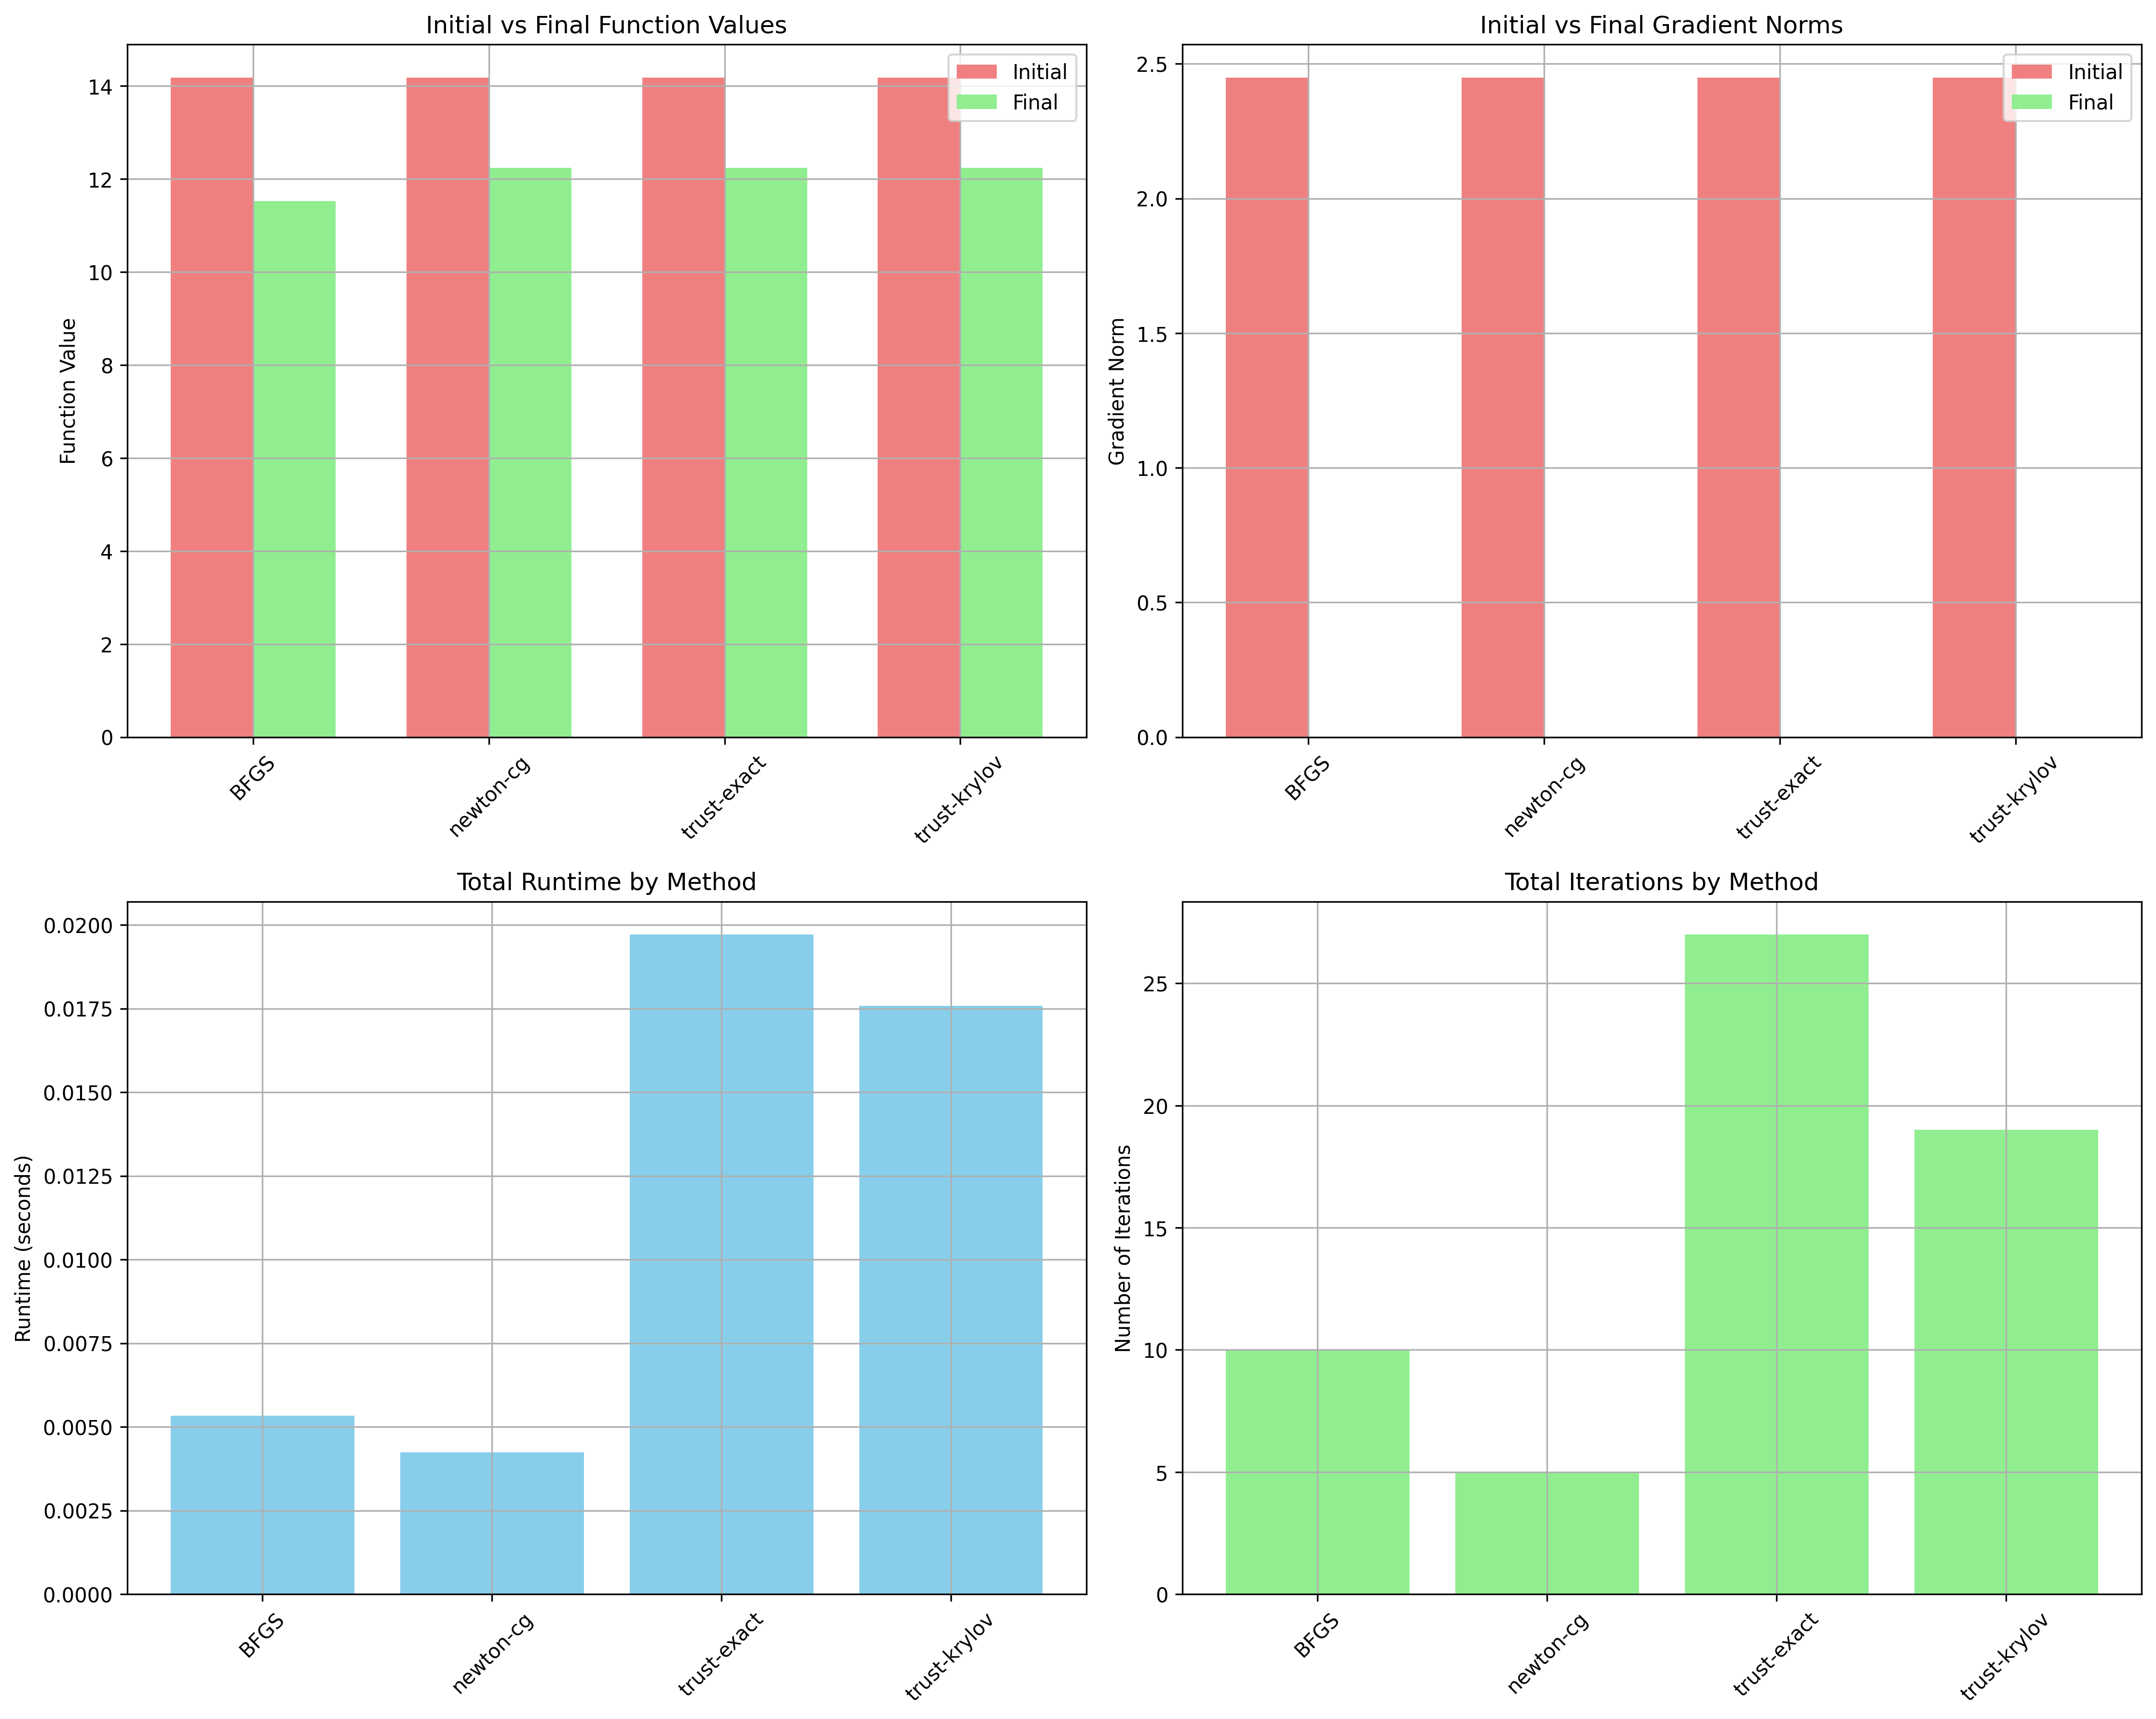 Initial vs Final Function Values
Function Value
14
12
10
8
6
4
2
0
Initial
Final
BFGS
newton-cg
trust-exact
trust-krylov
Initial vs Final Gradient Norms
Gradient Norm
2.5
2.0
1.5
1.0
0.5
0.0
Initial
Final
BFGS
newton-cg
trust-exact
trust-krylov
Total Runtime by Method
Runtime (seconds)
0.0200
0.0175
0.0150
0.0125
0.0100
0.0075
0.0050
0.0025
0.0000
BFGS
newton-cg
trust-exact
trust-krylov
Total Iterations by Method
Number of Iterations
25
20
15
10
5
0
BFGS
newton-cg
trust-exact
trust-krylov